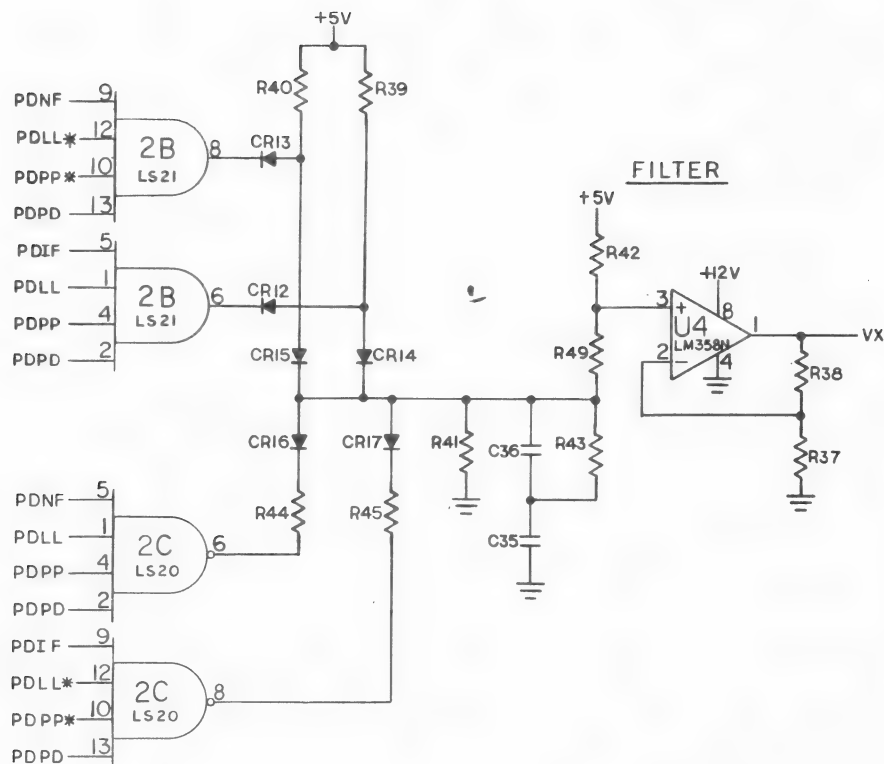 +5V
R40
R39
PDNF 9
PDLL* 12
PDPP* 10
PDPD 13
2B
LS21
8
CR13
PDIF 5
PDLL 1
PDPP 4
PDPD 2
2B
LS21
6
CR12
CR15
CR14
FILTER
+5V
R42
+12V
3
+
8
U4
LM358N
1
VX
2
−
4
R49
R38
R37
CR16
CR17
R41
C36
R43
R44
R45
C35
PDNF 5
PDLL 1
PDPP 4
PDPD 2
2C
LS20
6
PDIF 9
PDLL* 12
PDPP* 10
PDPD 13
2C
LS20
8